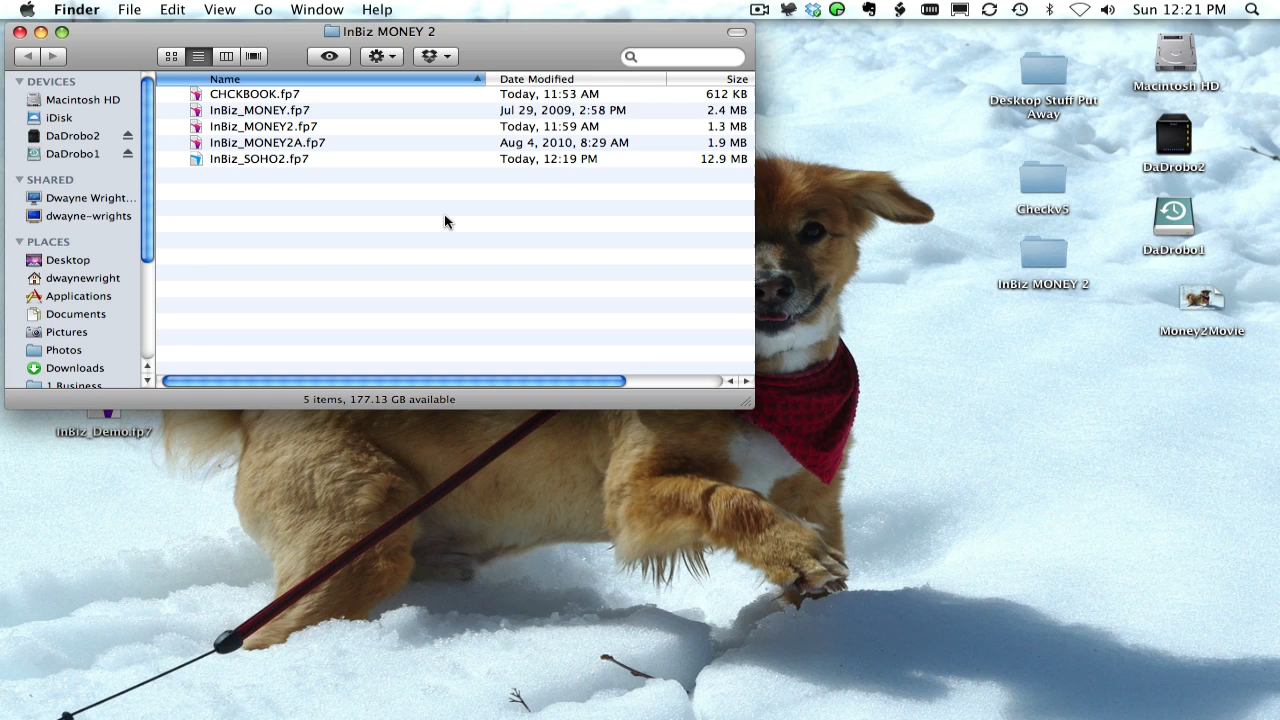 Finder File Edit View Go Window Help Sun 12:21 PM
InBiz MONEY 2
DEVICES
Macintosh HD
iDisk
DaDrobo2
DaDrobo1
SHARED
Dwayne Wright...
dwayne-wrights
PLACES
Desktop
dwaynewright
Applications
Documents
Pictures
Photos
Downloads
1 Business
Name Date Modified Size
CHCKBOOK.fp7 Today, 11:53 AM 612 KB
InBiz_MONEY.fp7 Jul 29, 2009, 2:58 PM 2.4 MB
InBiz_MONEY2.fp7 Today, 11:59 AM 1.3 MB
InBiz_MONEY2A.fp7 Aug 4, 2010, 8:29 AM 1.9 MB
InBiz_SOHO2.fp7 Today, 12:19 PM 12.9 MB
5 items, 177.13 GB available
InBiz_Demo.fp7
Desktop Stuff Put
Away
CheckvS
InBiz MONEY 2
Macintosh HD
DaDrobo2
DaDrobo1
Money2Movie